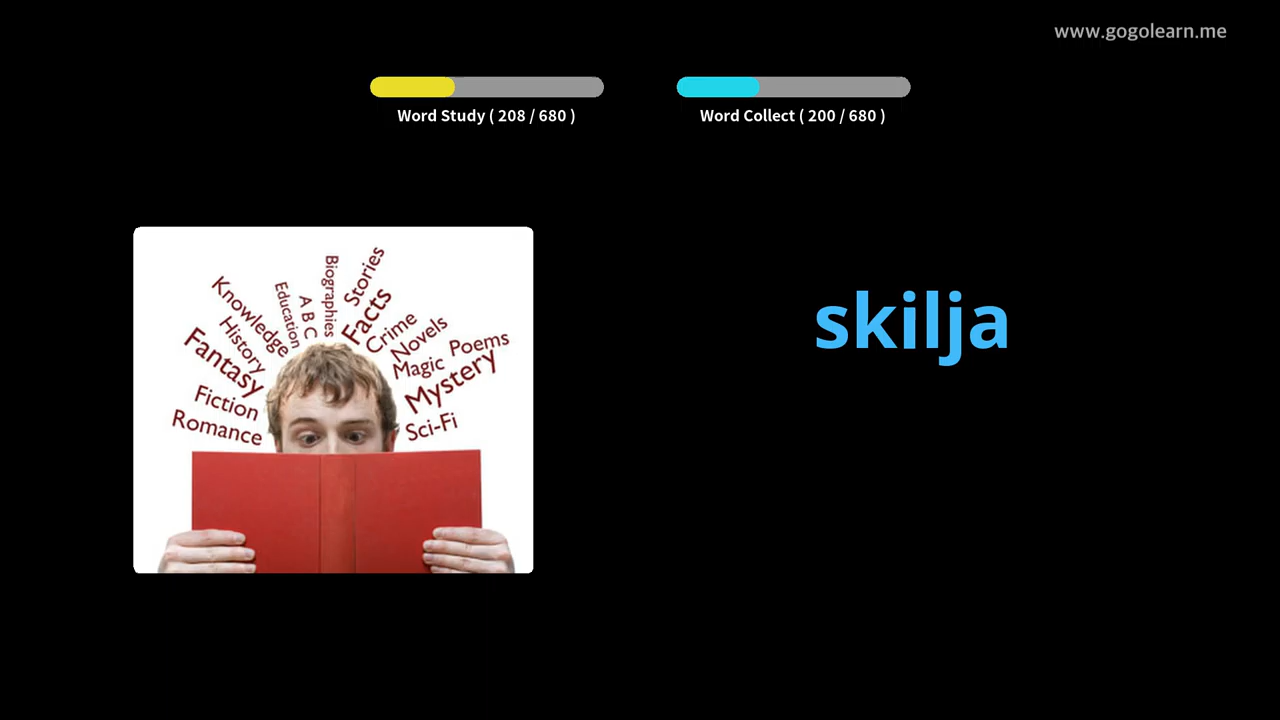 www.gogolearn.me
Word Study ( 208 / 680 )
Word Collect ( 200 / 680 )
skilja
Romance
Fiction
Fantasy
History
Knowledge
Education
A B C
Biographies
Stories
Facts
Crime
Novels
Magic
Poems
Mystery
Sci-Fi